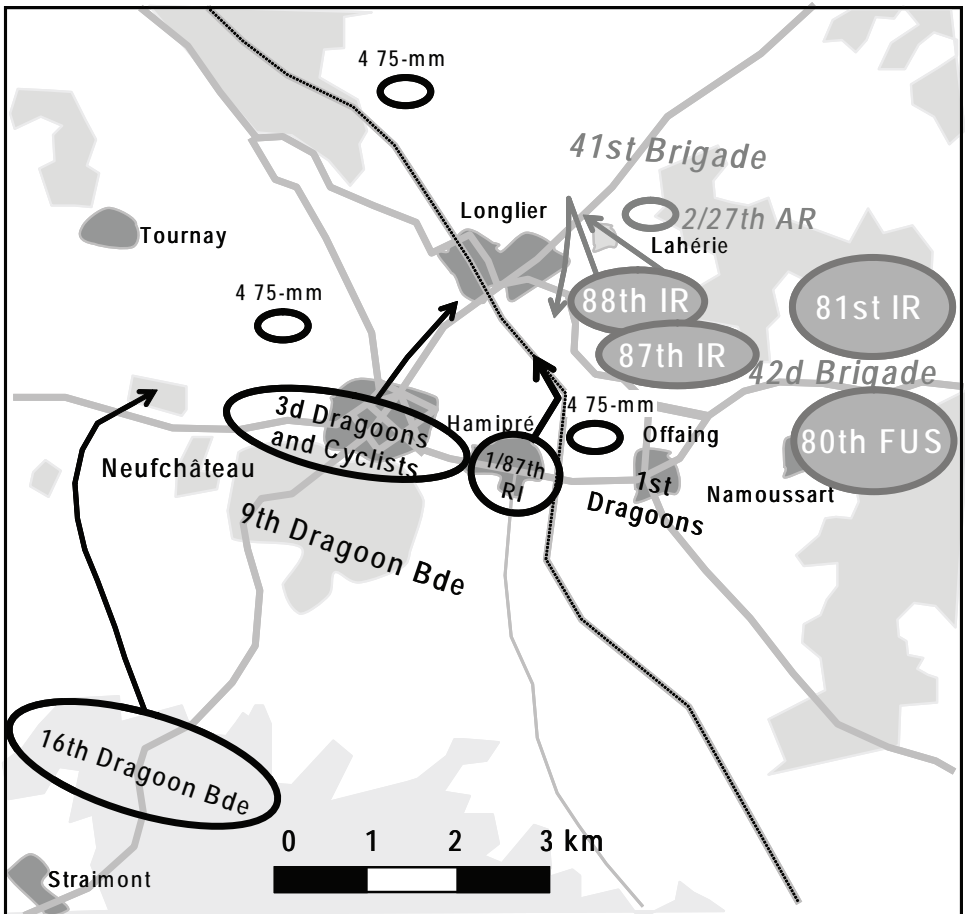 4 75-mm
41st Brigade
Longlier
2/27th AR
Lahérie
Tournay
4 75-mm
88th IR
81st IR
87th IR
42d Brigade
3d Dragoons
and Cyclists
Hamipré
4 75-mm
Offaing
80th FUS
Neufchâteau
1/87th
RI
1st
Dragoons
Namoussart
9th Dragoon Bde
16th Dragoon Bde
0 1 2 3 km
Straimont